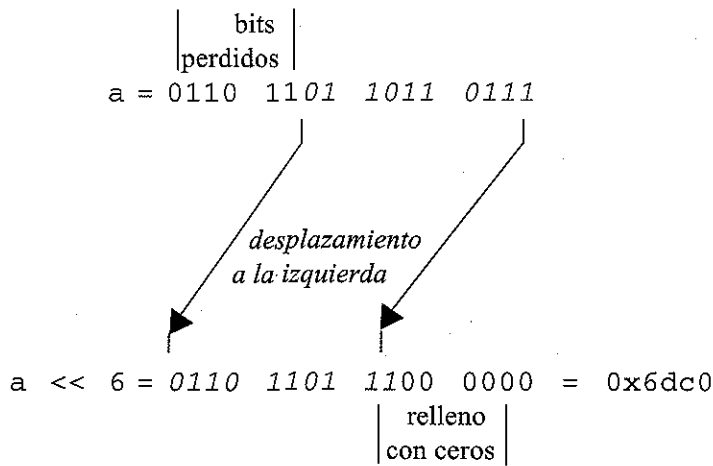 bits
perdidos
a = 0110 1101 1011 0111
desplazamiento
a la izquierda
a << 6 = 0110 1101 1100 0000 = 0x6dc0
relleno
con ceros